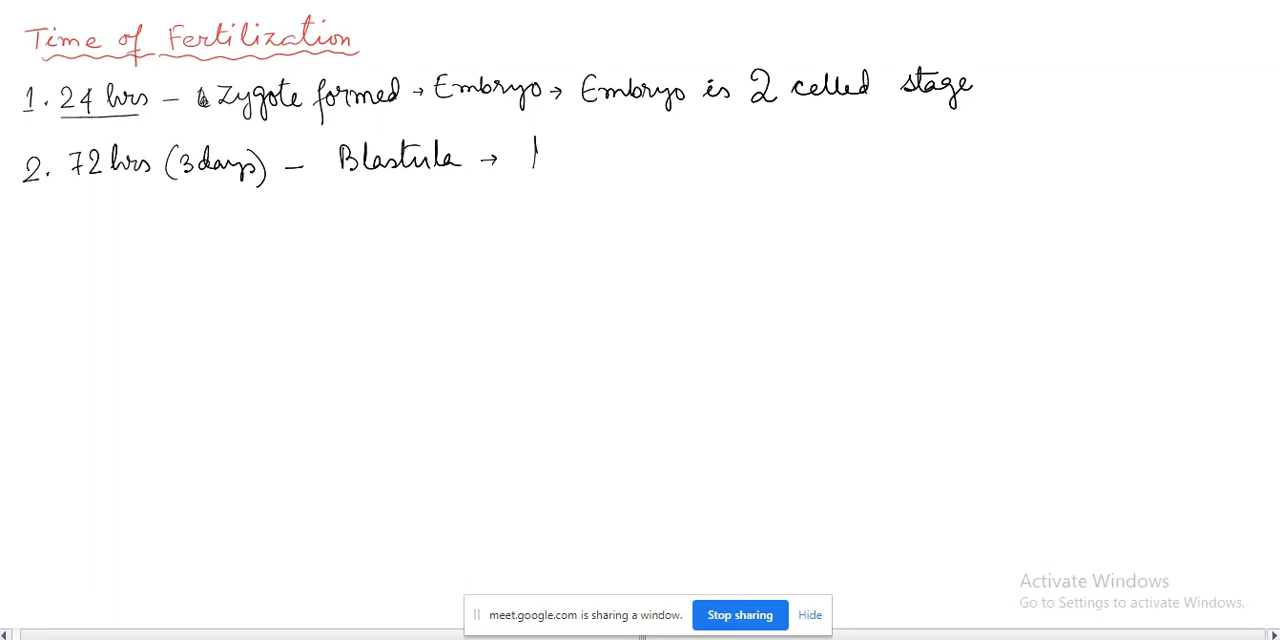 Time of Fertilization
1. 24 hrs - Zygote formed → Embryo → Embryo is 2 celled stage
2. 72 hrs (3 days) - Blastula →
Activate Windows
Go to Settings to activate Windows.
meet.google.com is sharing a window. Stop sharing Hide